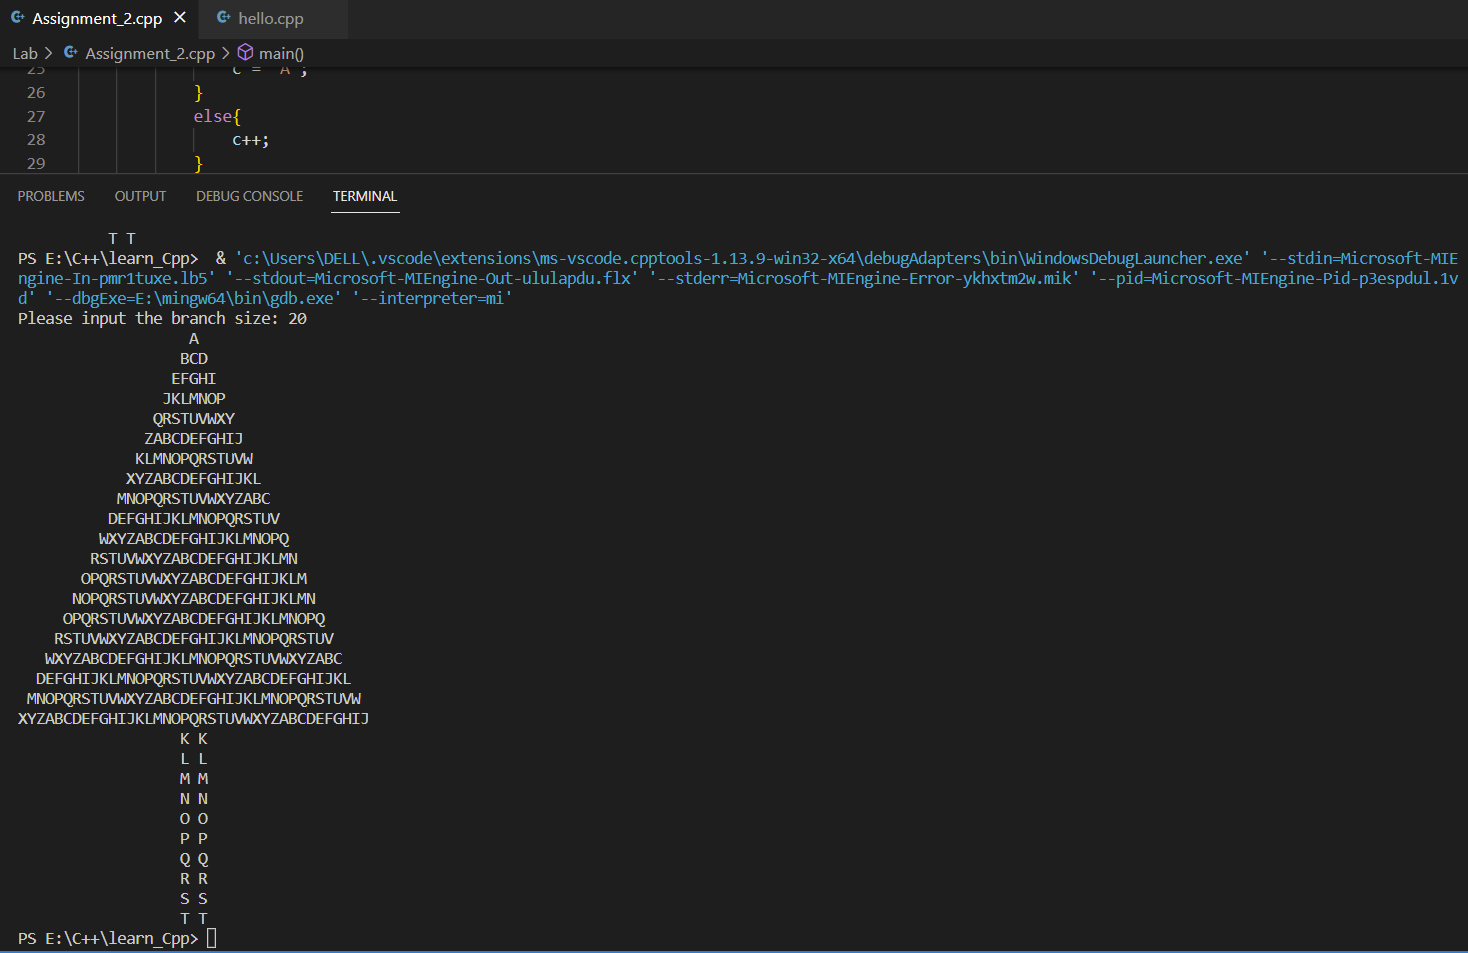 Assignment_2.cpp hello.cpp
Lab > Assignment_2.cpp > main()
25 c = 'A';
26 }
27 else{
28 c++;
29 }
PROBLEMS OUTPUT DEBUG CONSOLE TERMINAL
T T
PS E:\C++\learn_Cpp>  & 'c:\Users\DELL\.vscode\extensions\ms-vscode.cpptools-1.13.9-win32-x64\debugAdapters\bin\WindowsDebugLauncher.exe' '--stdin=Microsoft-MIE
ngine-In-pmr1tuxe.lb5' '--stdout=Microsoft-MIEngine-Out-ululapdu.flx' '--stderr=Microsoft-MIEngine-Error-ykhxtm2w.mik' '--pid=Microsoft-MIEngine-Pid-p3espdul.1v
d' '--dbgExe=E:\mingw64\bin\gdb.exe' '--interpreter=mi'
Please input the branch size: 20
A
BCD
EFGHI
JKLMNOP
QRSTUVWXY
ZABCDEFGHIJ
KLMNOPQRSTUVW
XYZABCDEFGHIJKL
MNOPQRSTUVWXYZABC
DEFGHIJKLMNOPQRSTUV
WXYZABCDEFGHIJKLMNOPQ
RSTUVWXYZABCDEFGHIJKLMN
OPQRSTUVWXYZABCDEFGHIJKLM
NOPQRSTUVWXYZABCDEFGHIJKLMN
OPQRSTUVWXYZABCDEFGHIJKLMNOPQ
RSTUVWXYZABCDEFGHIJKLMNOPQRSTUV
WXYZABCDEFGHIJKLMNOPQRSTUVWXYZABC
DEFGHIJKLMNOPQRSTUVWXYZABCDEFGHIJKL
MNOPQRSTUVWXYZABCDEFGHIJKLMNOPQRSTUVW
XYZABCDEFGHIJKLMNOPQRSTUVWXYZABCDEFGHIJ
K K
L L
M M
N N
O O
P P
Q Q
R R
S S
T T
PS E:\C++\learn_Cpp>